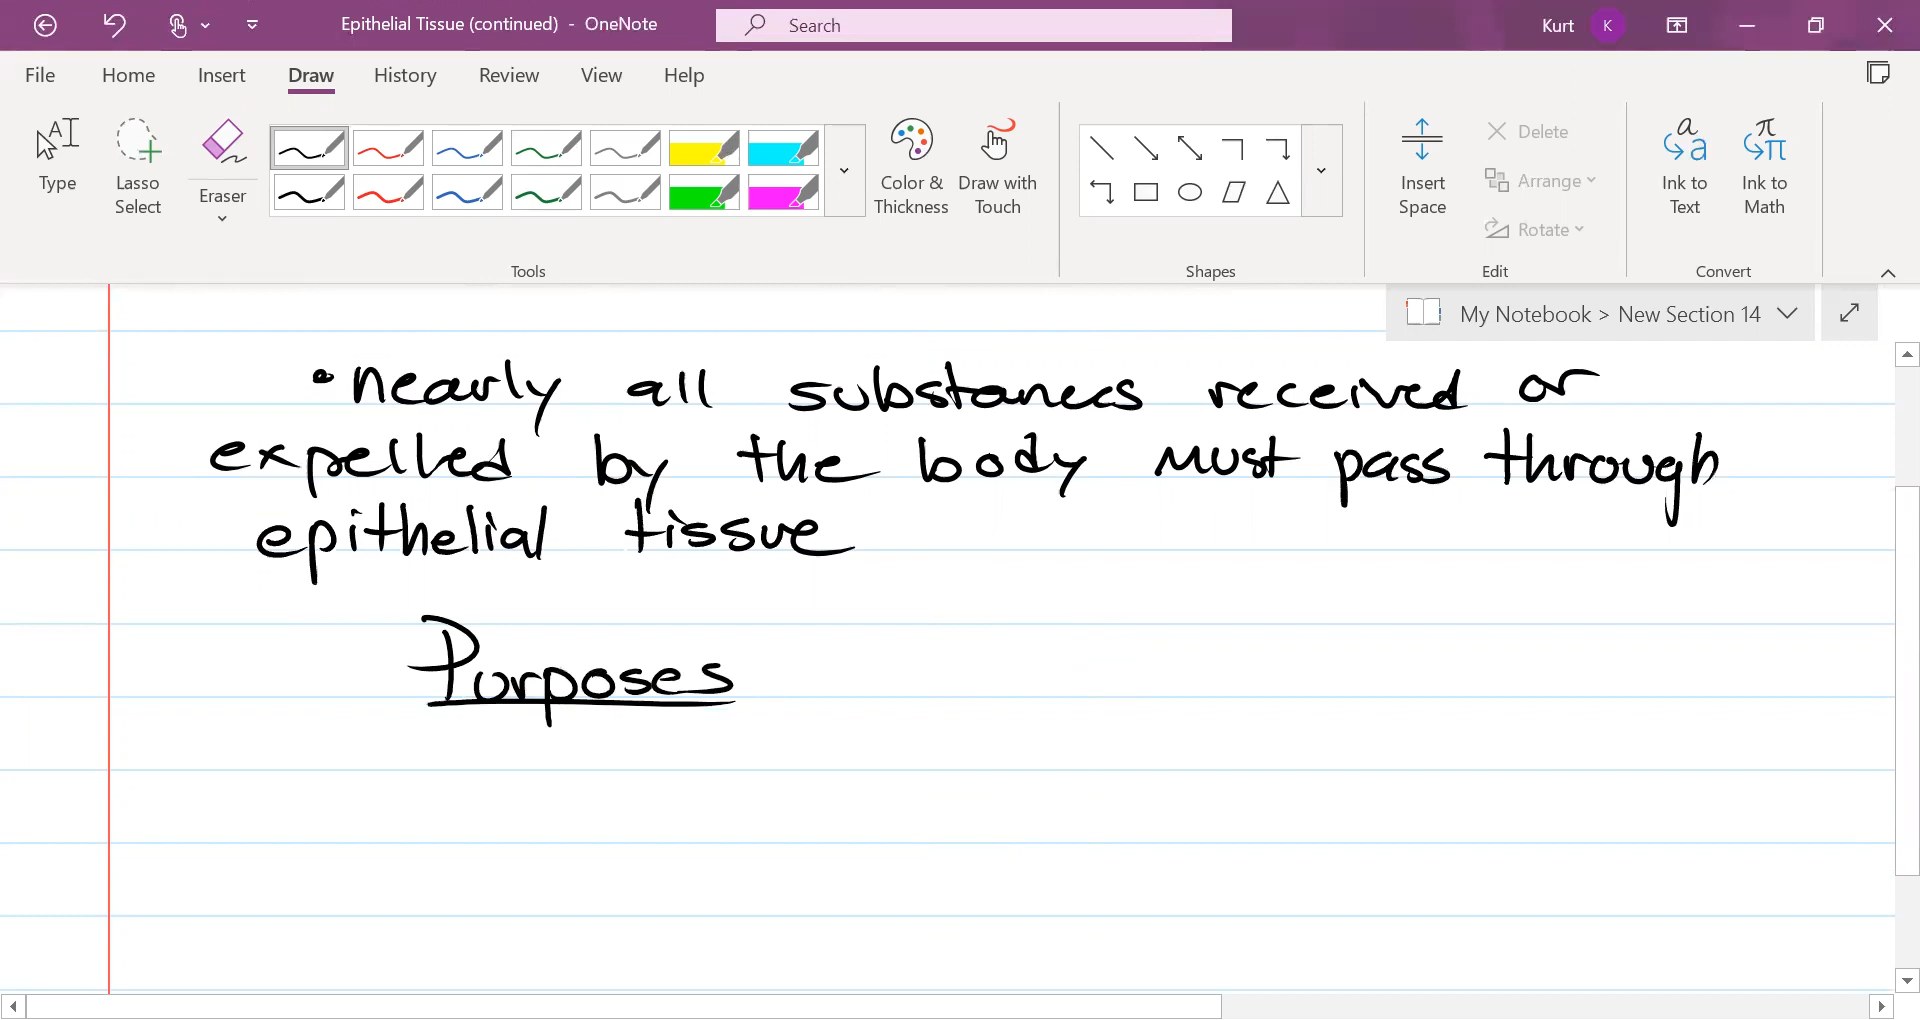 Epithelial Tissue (continued) - OneNote
Search
Kurt K
File Home Insert Draw History Review View Help
Type
Lasso Select
Eraser
Color & Thickness
Draw with Touch
Insert Space
Delete
Arrange
Rotate
Ink to Text
Ink to Math
Tools Shapes Edit Convert
My Notebook > New Section 14
• nearly all substances received or
expelled by the body must pass through
epithelial tissue
Purposes